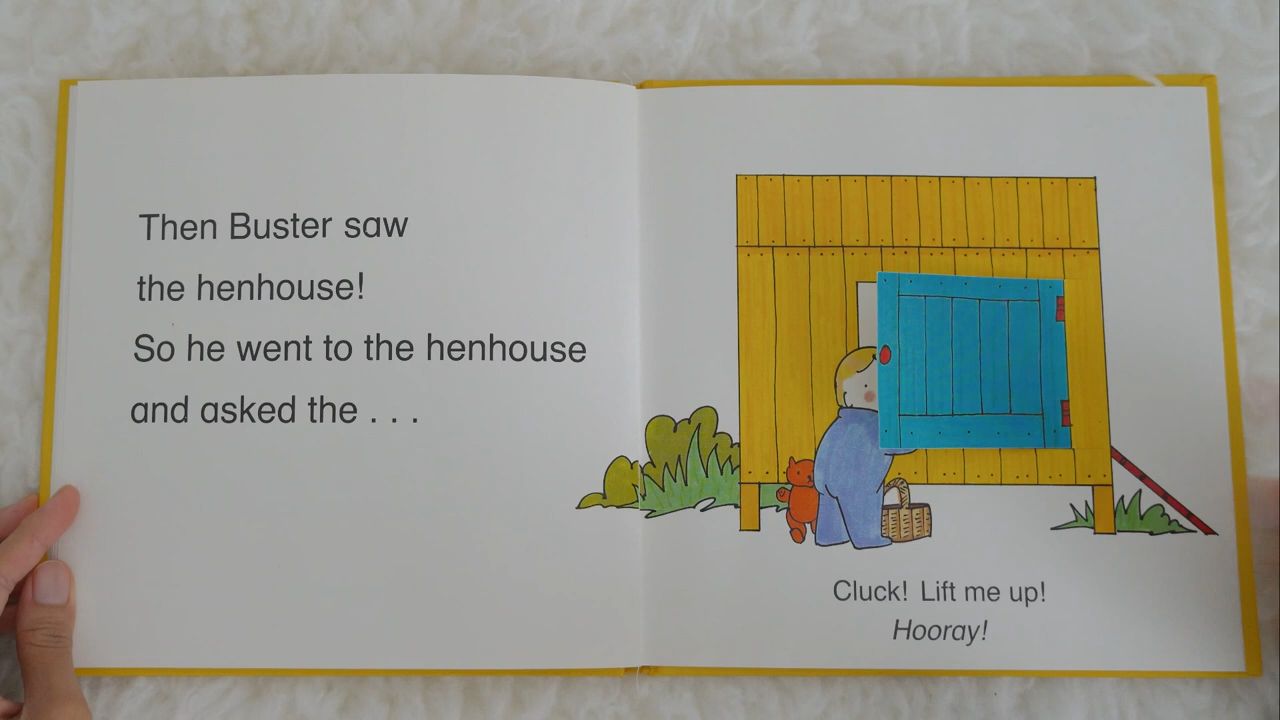 Then Buster saw
the henhouse!
So he went to the henhouse
and asked the . . .
Cluck! Lift me up!
Hooray!